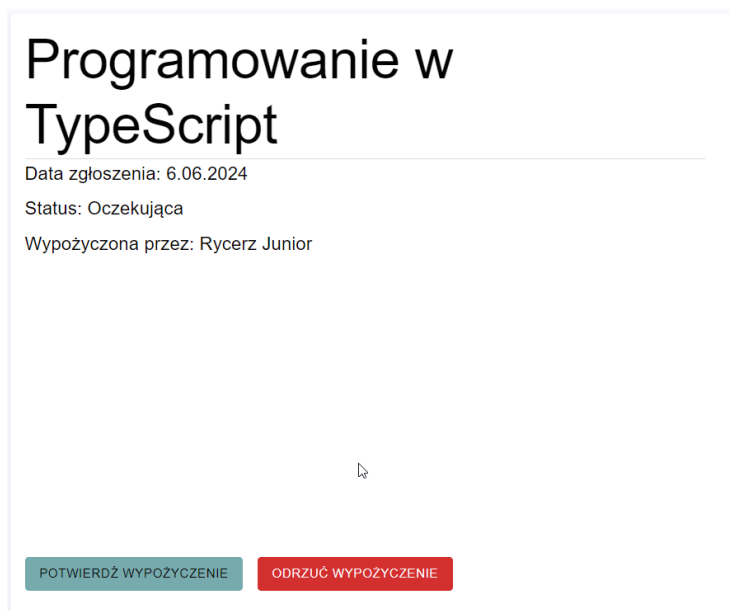 Programowanie w
TypeScript
Data zgłoszenia: 6.06.2024
Status: Oczekująca
Wypożyczona przez: Rycerz Junior
POTWIERDŹ WYPOŻYCZENIE
ODRZUĆ WYPOŻYCZENIE